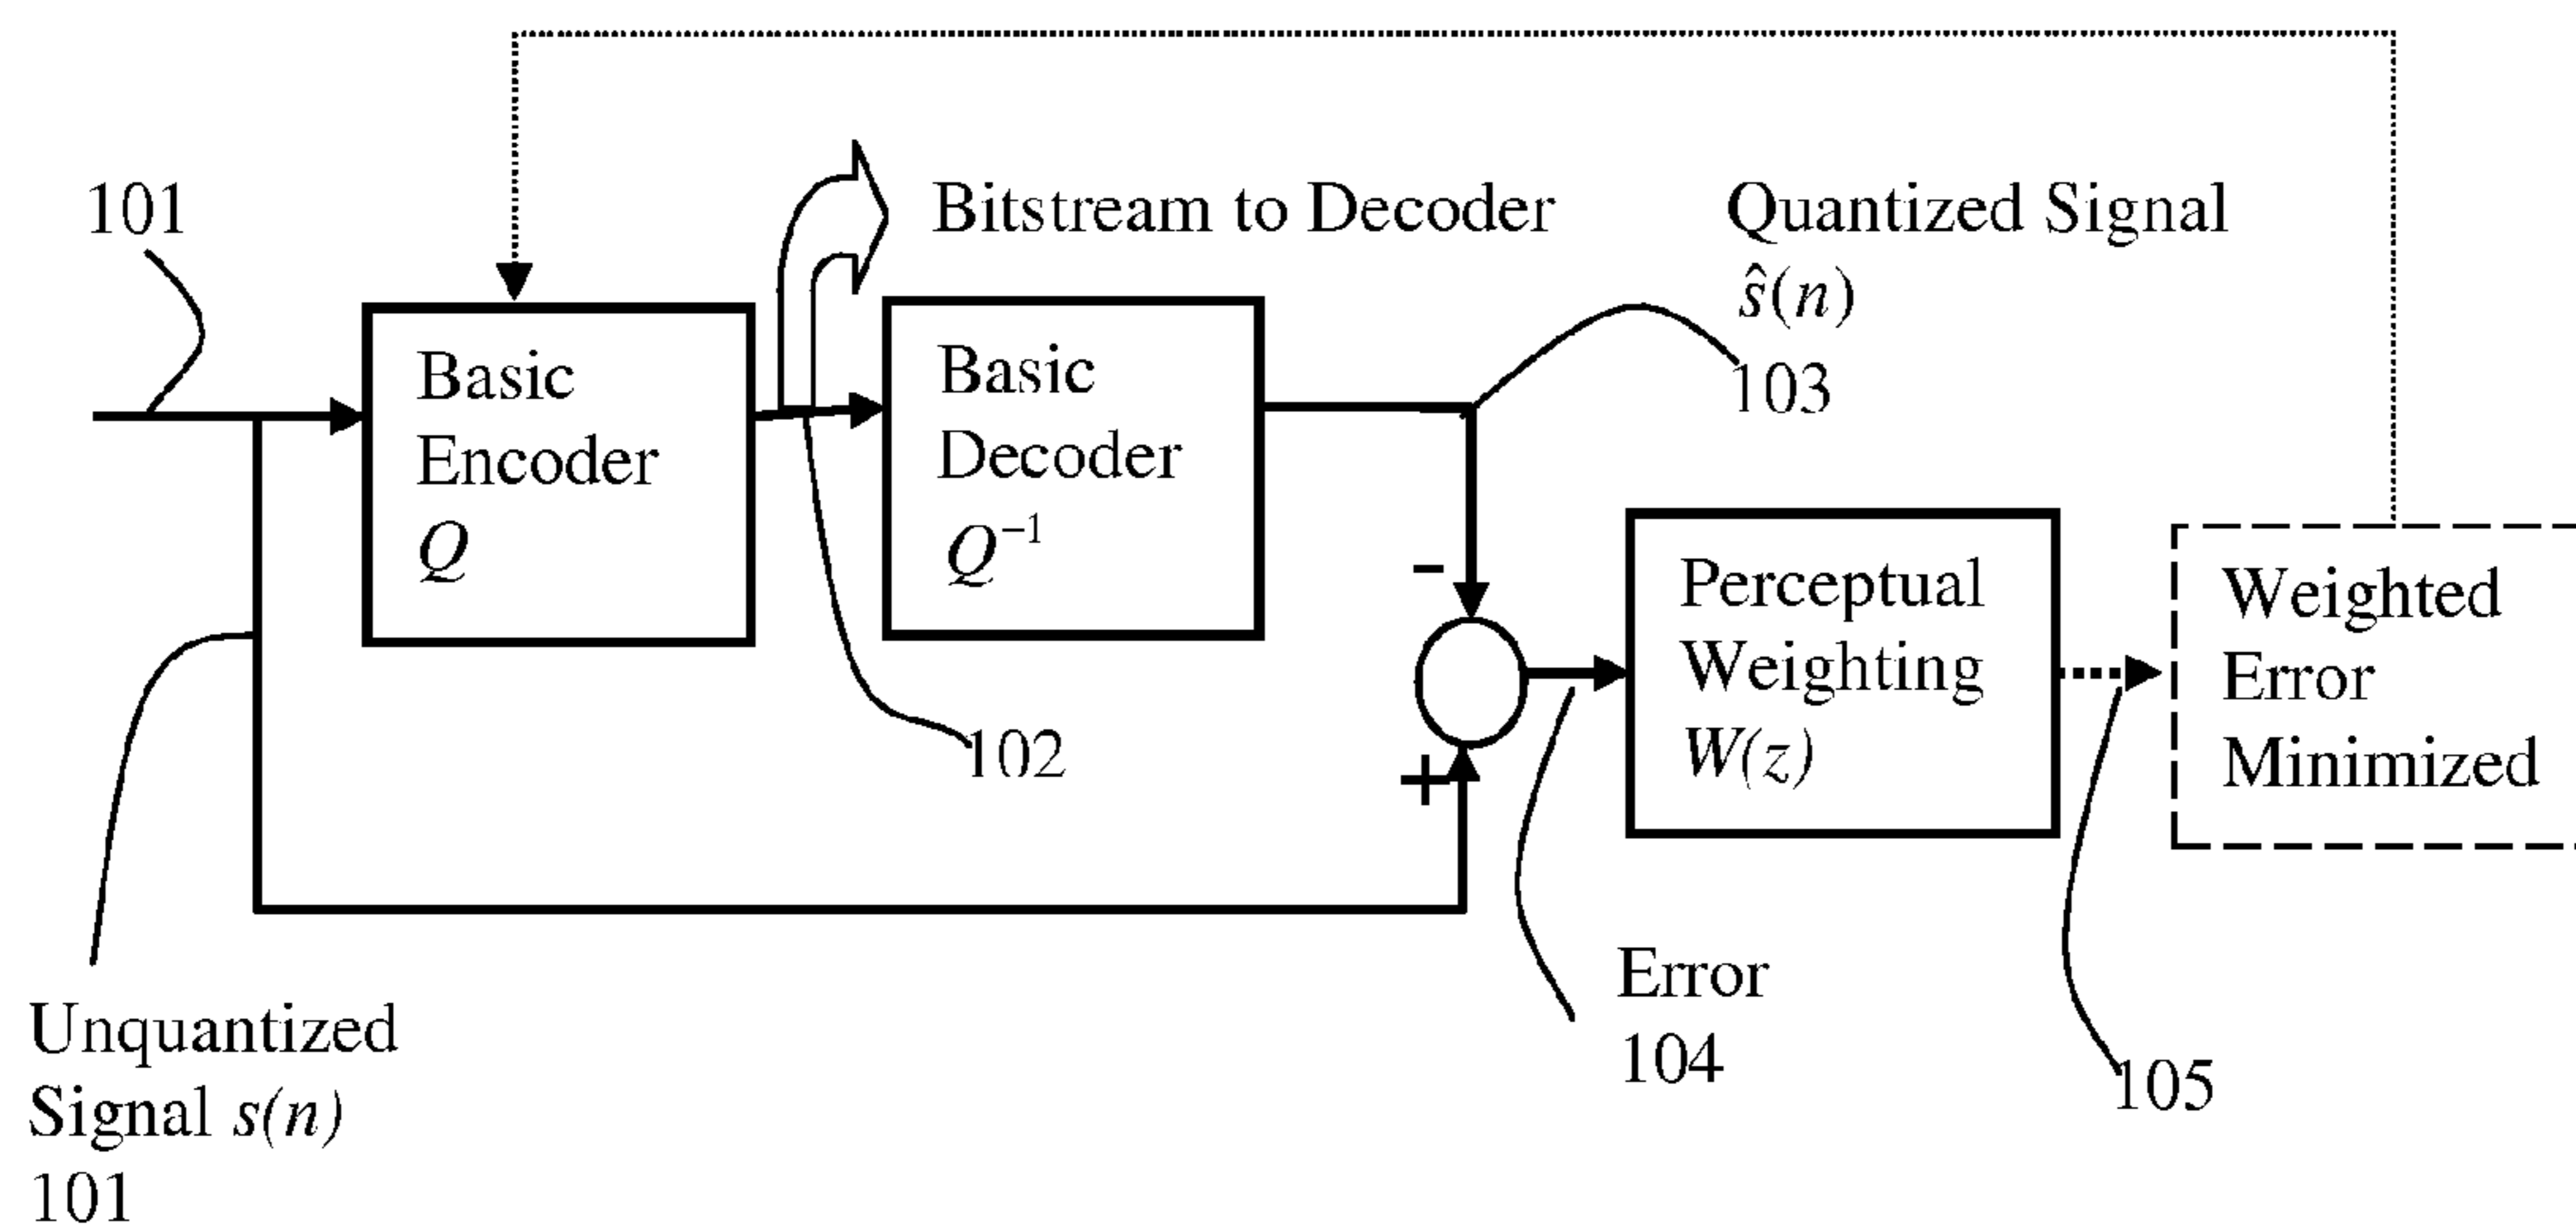 101
Bitstream to Decoder
Quantized Signal
ŝ(n)
103
Basic
Encoder
Q
Basic
Decoder
Q⁻¹
-
+
102
Perceptual
Weighting
W(z)
Weighted
Error
Minimized
Error
104
105
Unquantized
Signal s(n)
101